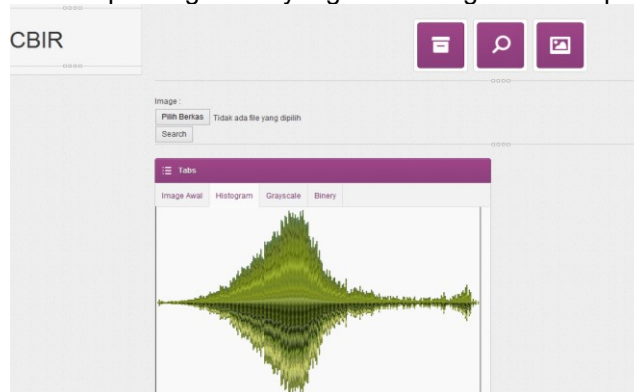 CBIR
Image :
Pilih Berkas Tidak ada file yang dipilih
Search
Tabs
Image Awal Histogram Grayscale Binery